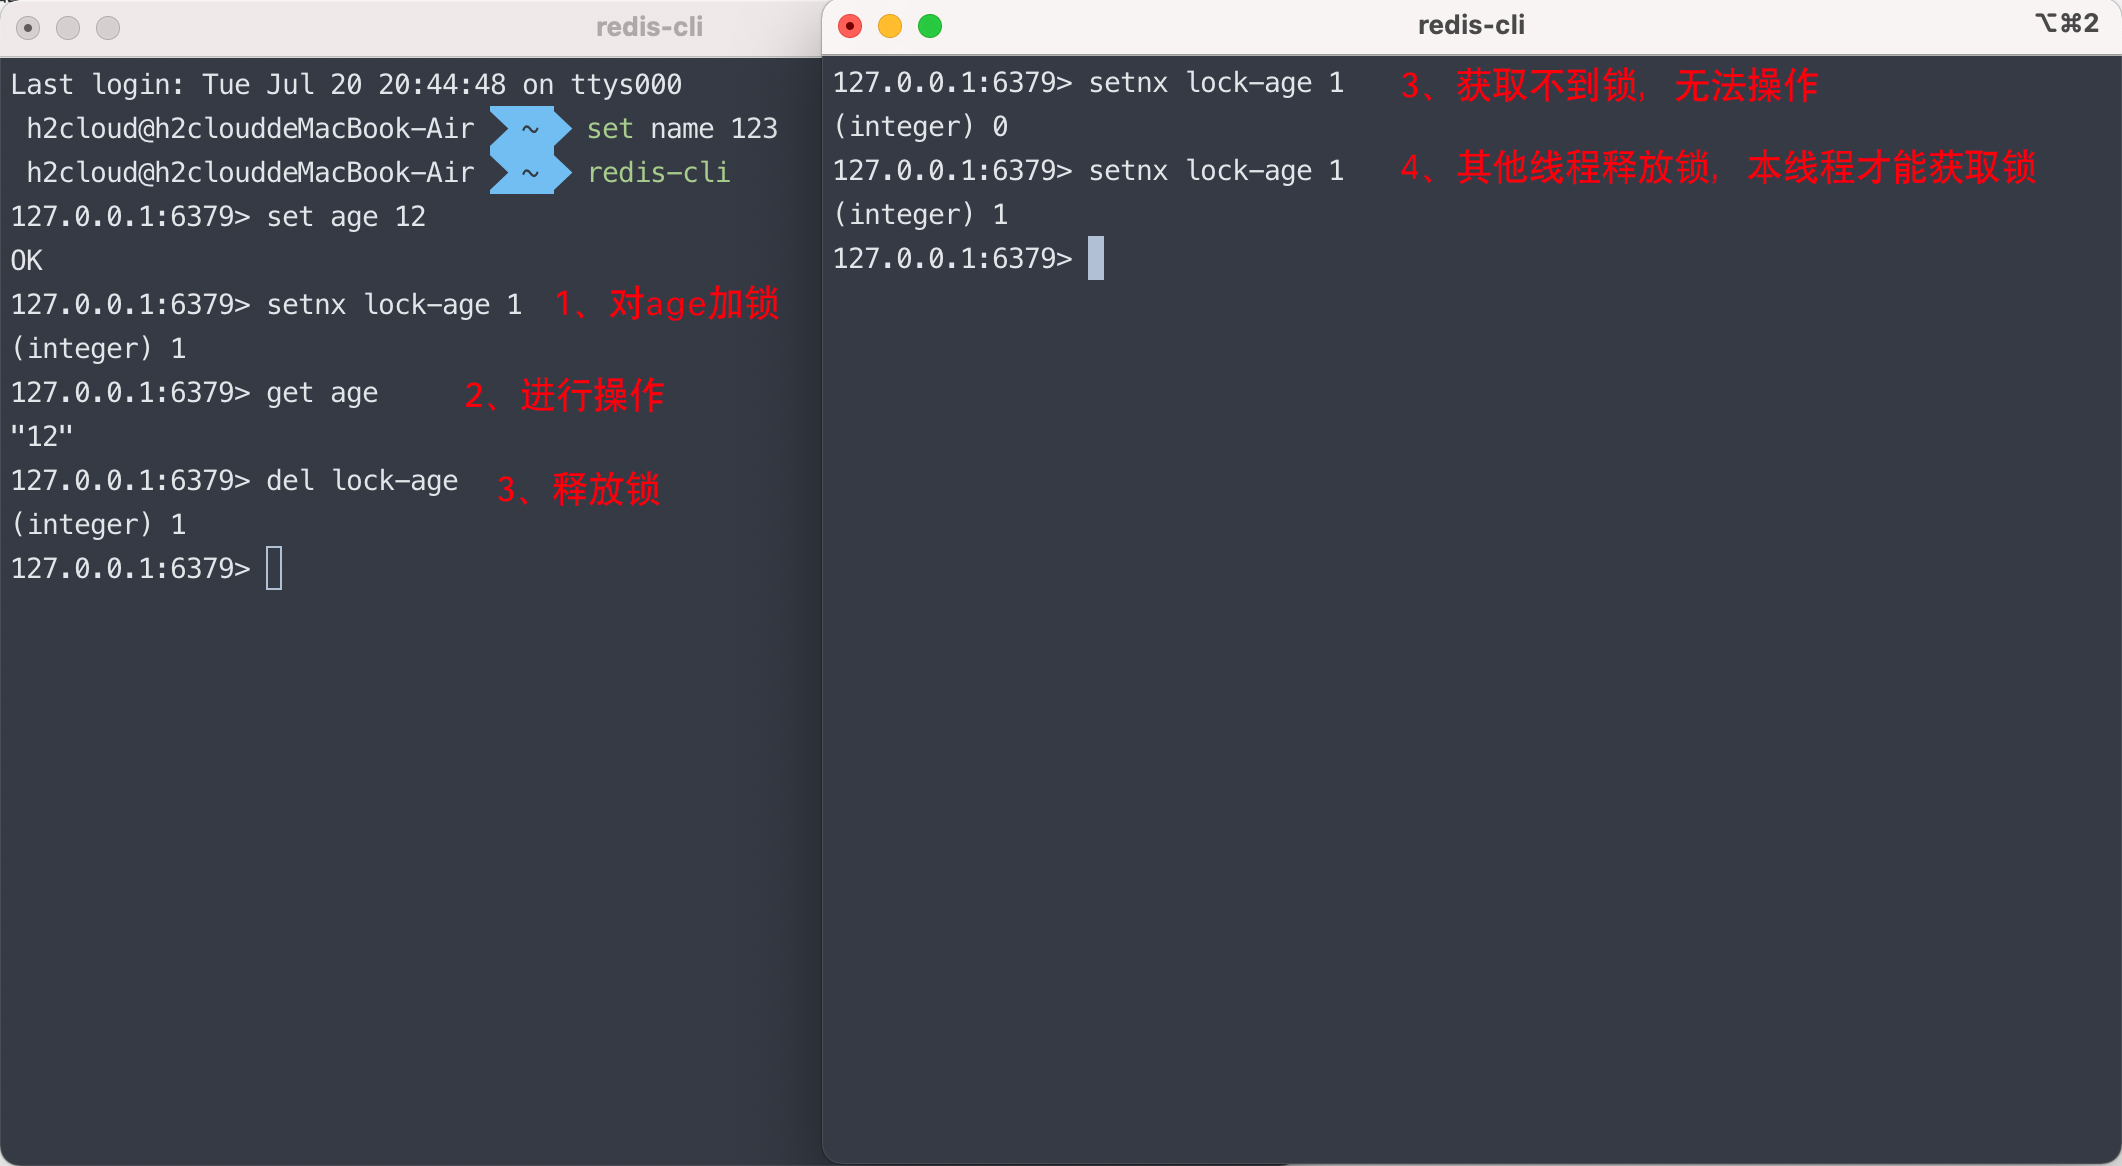 redis-cli
Last login: Tue Jul 20 20:44:48 on ttys000
h2cloud@h2clouddeMacBook-Air ~ set name 123
h2cloud@h2clouddeMacBook-Air ~ redis-cli
127.0.0.1:6379> set age 12
OK
127.0.0.1:6379> setnx lock-age 1 1、对age加锁
(integer) 1
127.0.0.1:6379> get age 2、进行操作
"12"
127.0.0.1:6379> del lock-age 3、释放锁
(integer) 1
127.0.0.1:6379>
redis-cli ⌥⌘2
127.0.0.1:6379> setnx lock-age 1 3、获取不到锁，无法操作
(integer) 0
127.0.0.1:6379> setnx lock-age 1 4、其他线程释放锁，本线程才能获取锁
(integer) 1
127.0.0.1:6379>